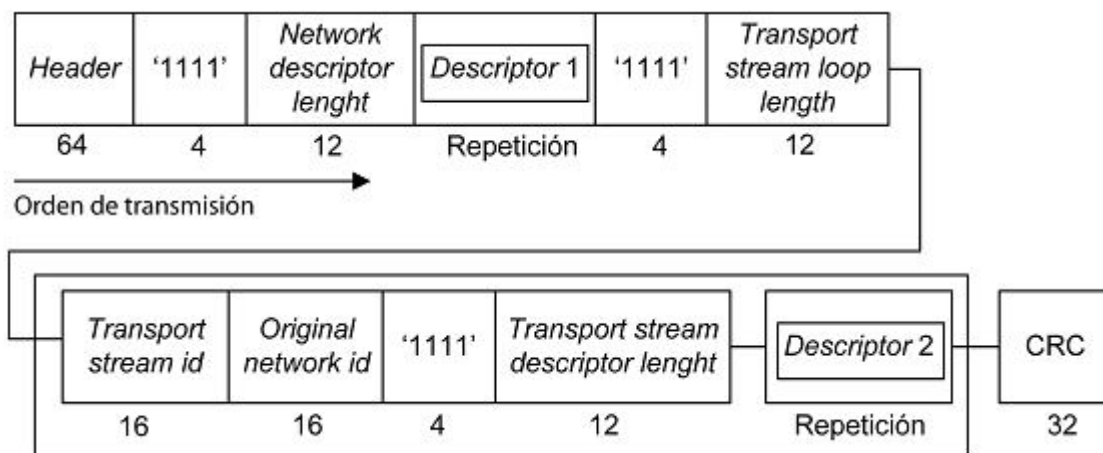 Header
‘1111’
Network
descriptor
lenght
Descriptor 1
‘1111’
Transport
stream loop
length
64
4
12
Repetición
4
12
Orden de transmisión
Transport
stream id
Original
network id
‘1111’
Transport stream
descriptor lenght
Descriptor 2
CRC
16
16
4
12
Repetición
32